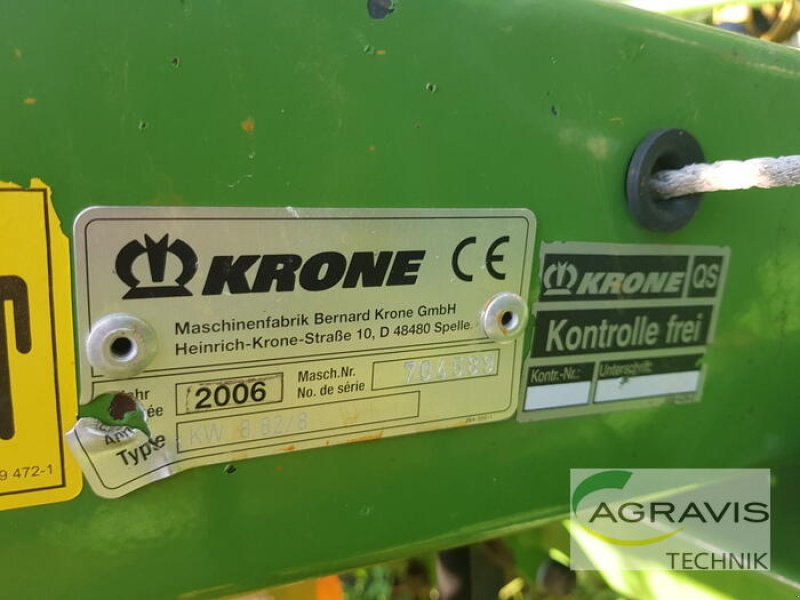 KRONE CE
Maschinenfabrik Bernard Krone GmbH
Heinrich-Krone-Straße 10, D 48480 Spelle
2006
Masch.Nr.
No. de série
Type
KW 8 82/8
KRONE QS
Kontrolle frei
Kontr.-Nr.:
Unterschrift:
9 472-1
AGRAVIS
TECHNIK